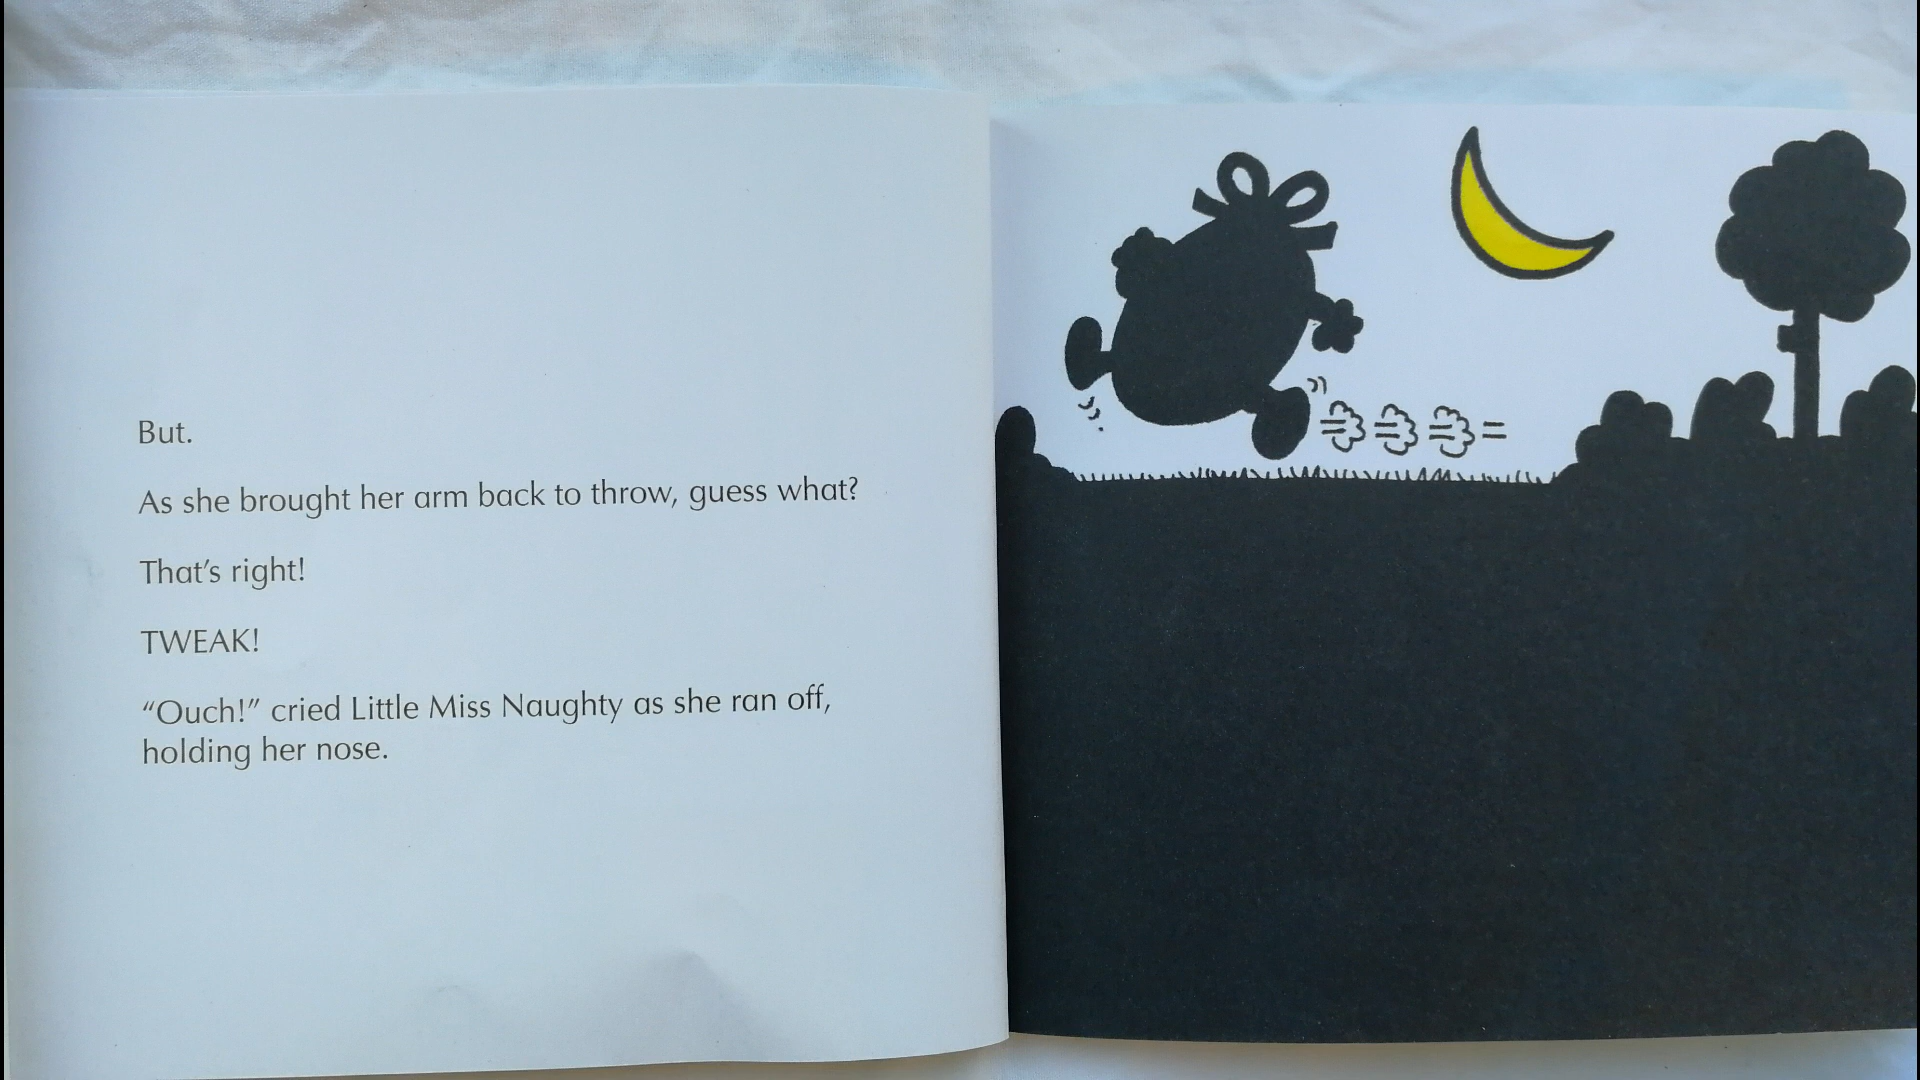 But.
As she brought her arm back to throw, guess what?
That’s right!
TWEAK!
“Ouch!” cried Little Miss Naughty as she ran off,
holding her nose.